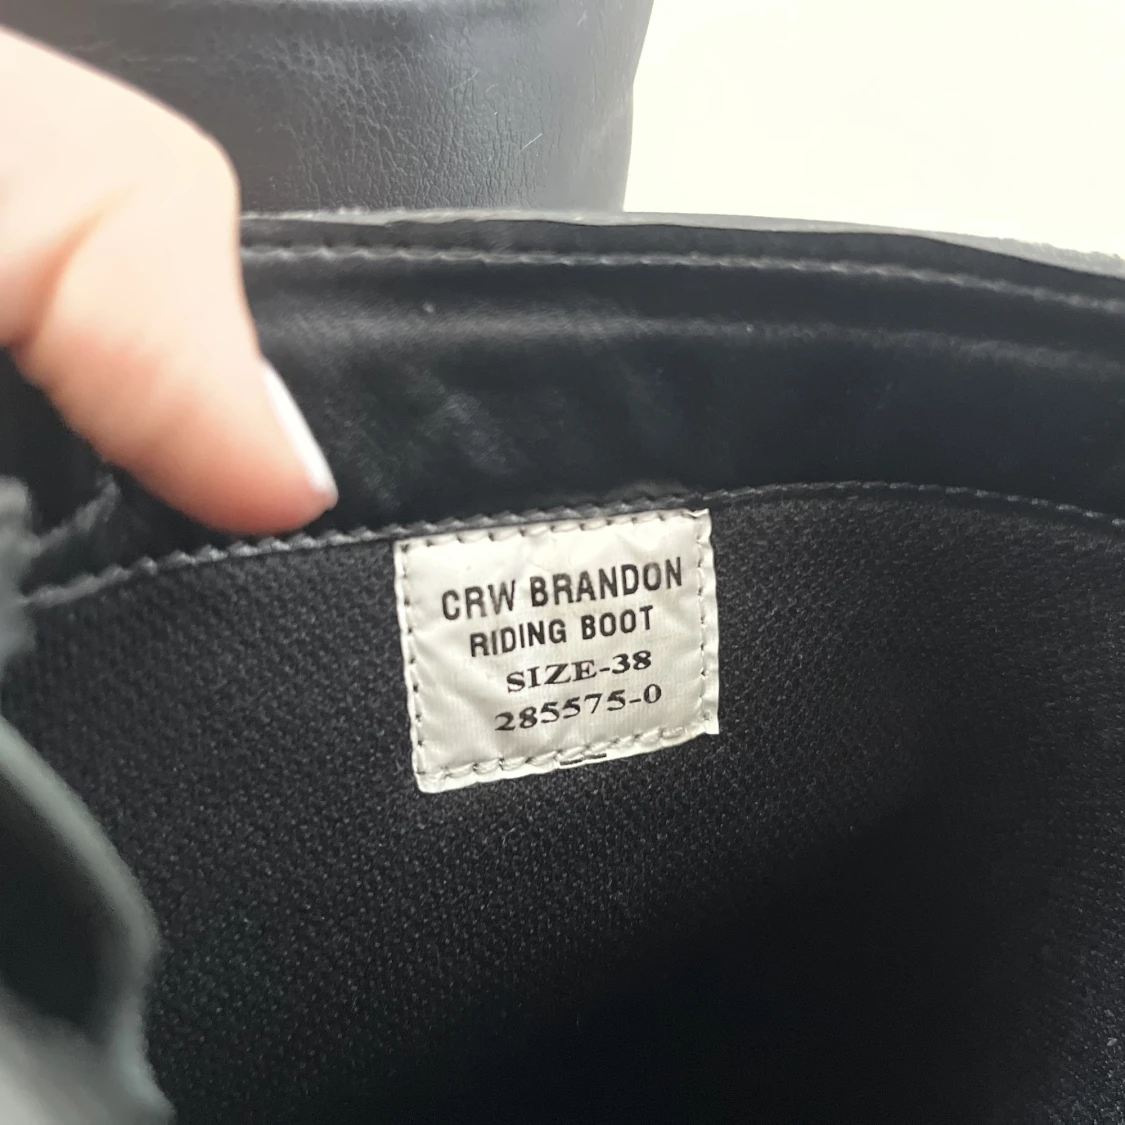 CRW BRANDON
RIDING BOOT
SIZE-38
285575-0